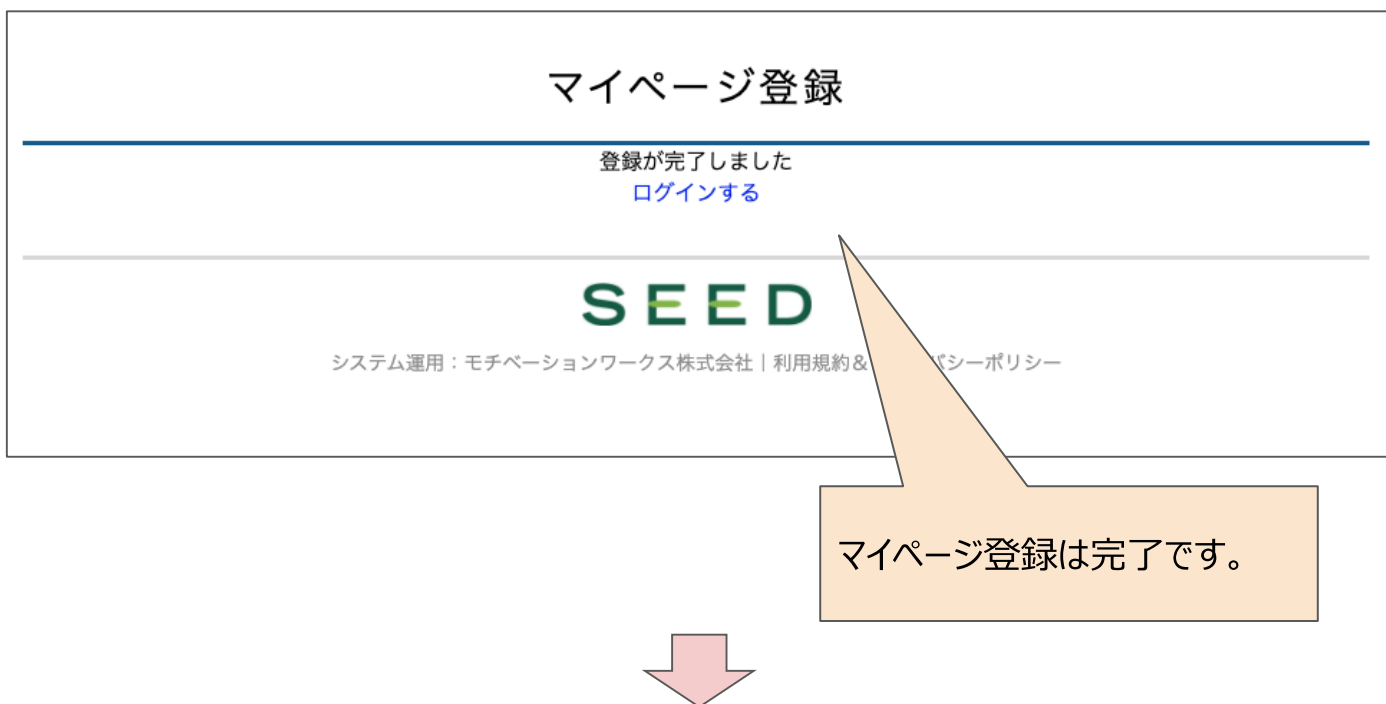 マイページ登録
登録が完了しました
ログインする
SEED
システム運用：モチベーションワークス株式会社｜利用規約& バシーポリシー
マイページ登録は完了です。